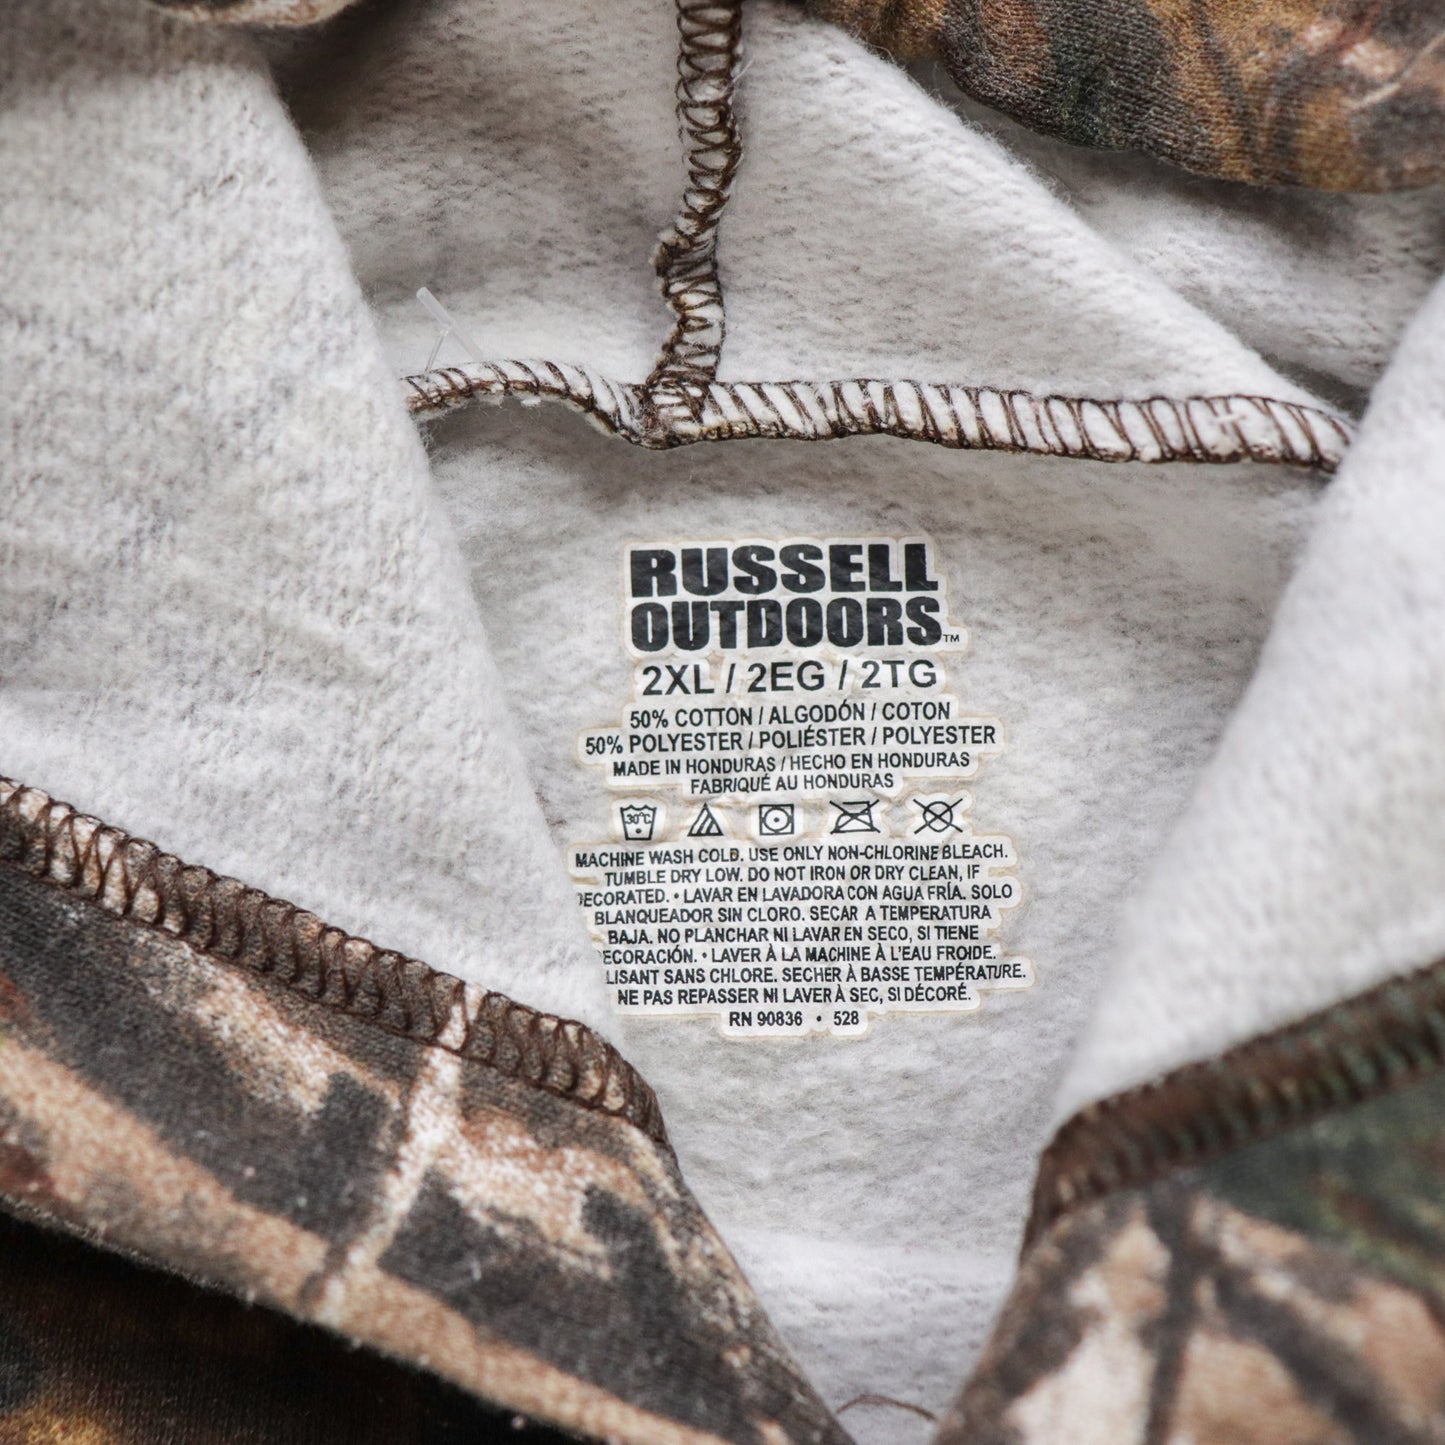 RUSSELL
OUTDOORS™
2XL / 2EG / 2TG
50% COTTON / ALGODÓN / COTON
50% POLYESTER / POLIÉSTER / POLYESTER
MADE IN HONDURAS / HECHO EN HONDURAS
FABRIQUÉ AU HONDURAS
30°C
MACHINE WASH COLD. USE ONLY NON-CHLORINE BLEACH.
TUMBLE DRY LOW. DO NOT IRON OR DRY CLEAN, IF
DECORATED. • LAVAR EN LAVADORA CON AGUA FRÍA. SOLO
BLANQUEADOR SIN CLORO. SECAR A TEMPERATURA
BAJA. NO PLANCHAR NI LAVAR EN SECO, SI TIENE
ECORACIÓN. • LAVER À LA MACHINE À L'EAU FROIDE.
LISANT SANS CHLORE. SECHER À BASSE TEMPÉRATURE.
NE PAS REPASSER NI LAVER À SEC, SI DÉCORÉ.
RN 90836 • 528